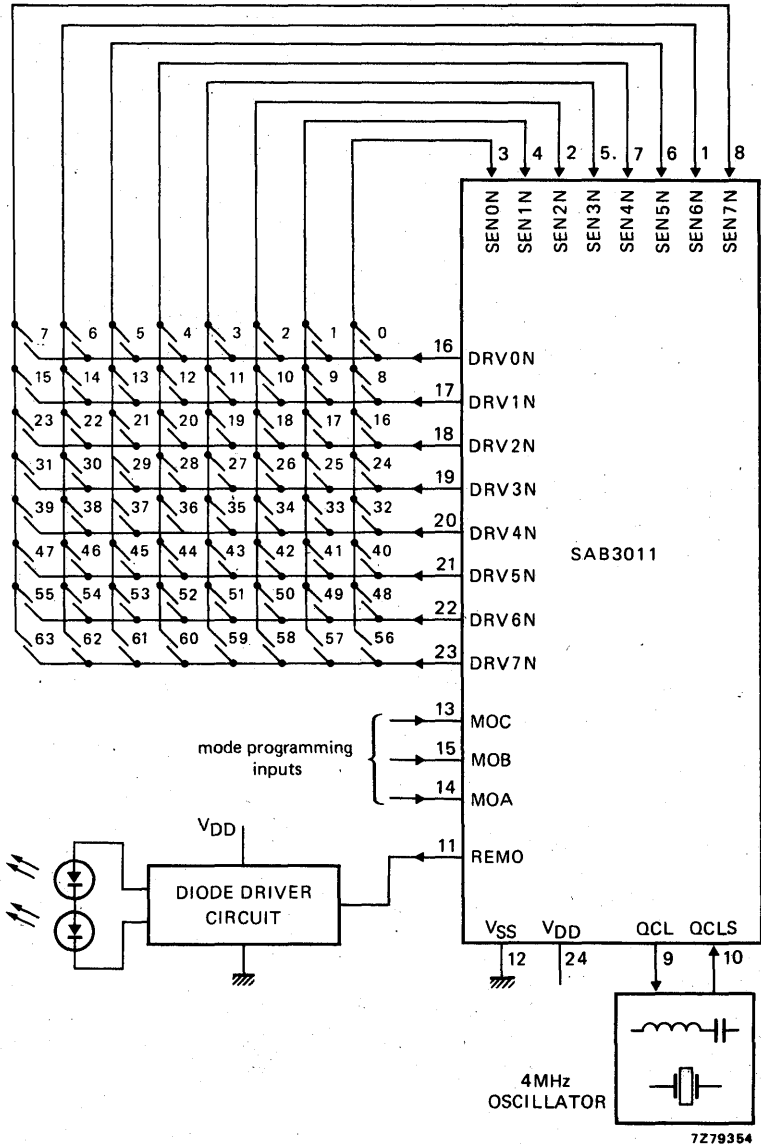 3 4 2 5. 7 6 1 8
SEN0N SEN1N SEN2N SEN3N SEN4N SEN5N SEN6N SEN7N
7 6 5 4 3 2 1 0
16 DRV0N
15 14 13 12 11 10 9 8
17 DRV1N
23 22 21 20 19 18 17 16
18 DRV2N
31 30 29 28 27 26 25 24
19 DRV3N
39 38 37 36 35 34 33 32
20 DRV4N
47 46 45 44 43 42 41 40
21 DRV5N
SAB3011
55 54 53 52 51 50 49 48
22 DRV6N
63 62 61 60 59 58 57 56
23 DRV7N
13 MOC
mode programming
inputs
15 MOB
14 MOA
VDD
11 REMO
DIODE DRIVER
CIRCUIT
VSS VDD QCL QCLS
12 24 9 10
4MHz
OSCILLATOR
7Z79354